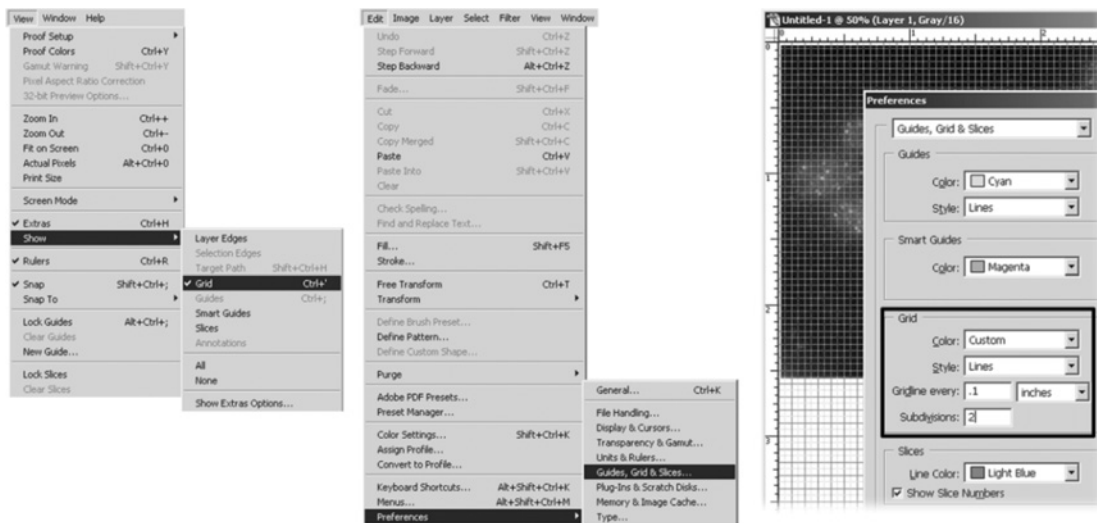 View Window Help
Proof Setup
Proof Colors Ctrl+Y
Gamut Warning Shift+Ctrl+Y
Pixel Aspect Ratio Correction
32-bit Preview Options...
Zoom In Ctrl++
Zoom Out Ctrl+-
Fit on Screen Ctrl+0
Actual Pixels Alt+Ctrl+0
Print Size
Screen Mode
Extras Ctrl+H
Show
Rulers Ctrl+R
Snap Shift+Ctrl+;
Snap To
Lock Guides Alt+Ctrl+;
Clear Guides
New Guide...
Lock Slices
Clear Slices
Layer Edges
Selection Edges
Target Path Shift+Ctrl+H
Grid Ctrl+'
Guides Ctrl+;
Smart Guides
Slices
Annotations
All
None
Show Extras Options...
Edit Image Layer Select Filter View Window
Undo Ctrl+Z
Step Forward Shift+Ctrl+Z
Step Backward Alt+Ctrl+Z
Fade... Shift+Ctrl+F
Cut Ctrl+X
Copy Ctrl+C
Copy Merged Shift+Ctrl+C
Paste Ctrl+V
Paste Into Shift+Ctrl+V
Clear
Check Spelling...
Find and Replace Text...
Fill... Shift+F5
Stroke...
Free Transform Ctrl+T
Transform
Define Brush Preset...
Define Pattern...
Define Custom Shape...
Purge
Adobe PDF Presets...
Preset Manager...
Color Settings... Shift+Ctrl+K
Assign Profile...
Convert to Profile...
Keyboard Shortcuts... Alt+Shift+Ctrl+K
Menus... Alt+Shift+Ctrl+M
Preferences
General... Ctrl+K
File Handling...
Display & Cursors...
Transparency & Gamut...
Units & Rulers...
Guides, Grid & Slices...
Plug-Ins & Scratch Disks...
Memory & Image Cache...
Type...
Untitled-1 @ 50% (Layer 1, Gray/16)
0 1 2
0
1
2
3
Preferences
Guides, Grid & Slices
Guides
Color: Cyan
Style: Lines
Smart Guides
Color: Magenta
Grid
Color: Custom
Style: Lines
Gridline every: .1 inches
Subdivisions: 2
Slices
Line Color: Light Blue
Show Slice Numbers